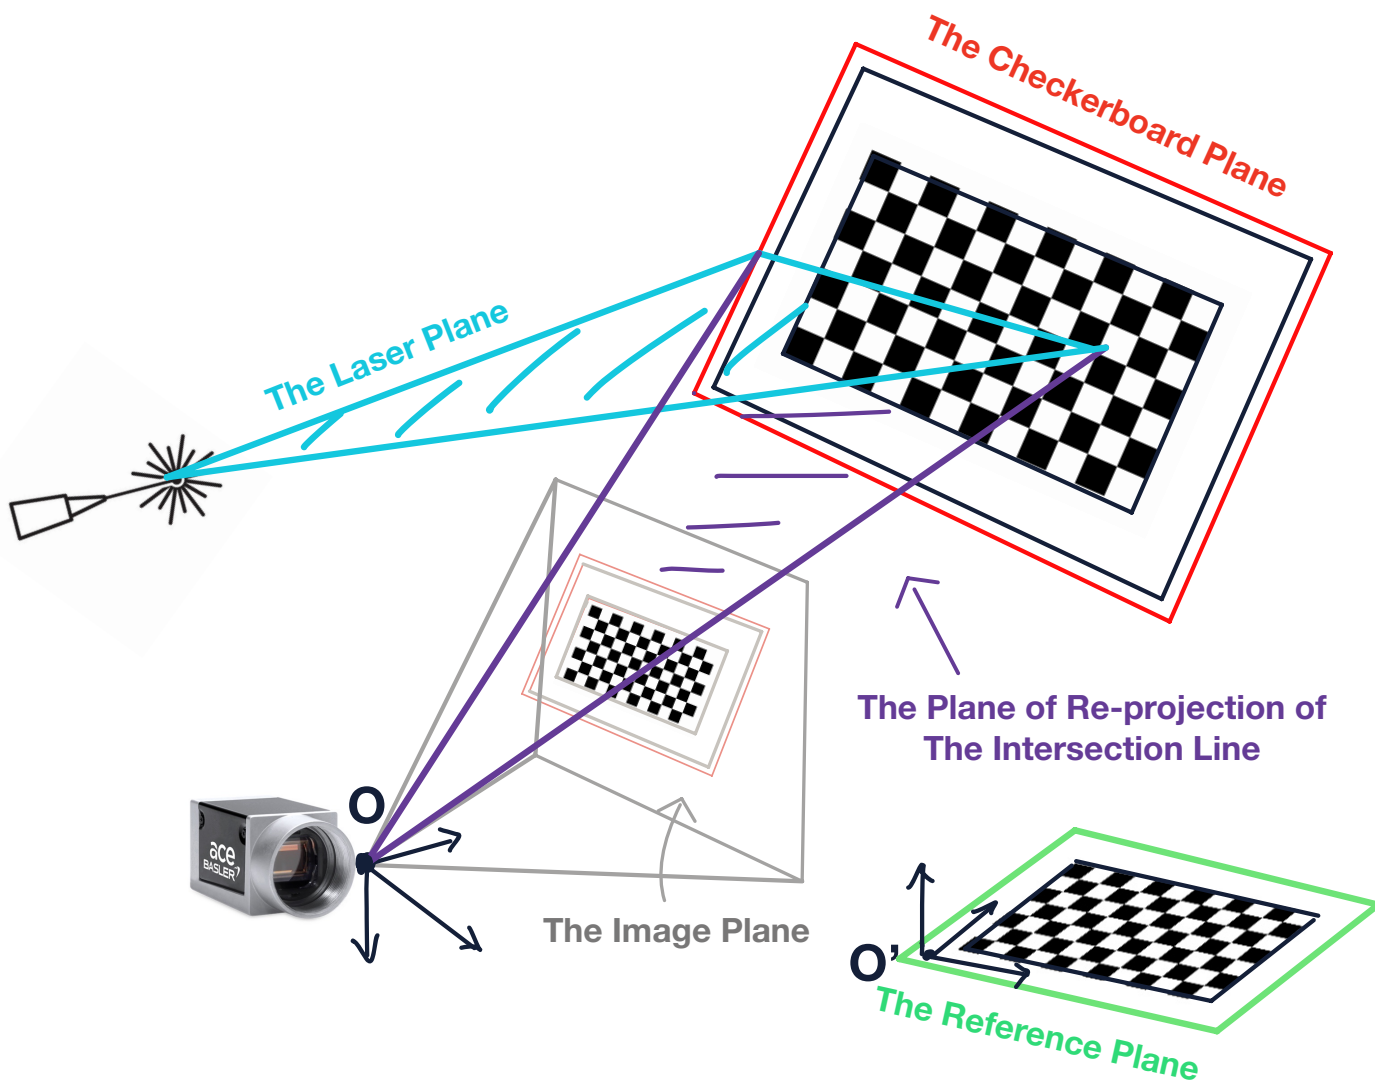 The Checkerboard Plane
The Laser Plane
The Plane of Re-projection of
The Intersection Line
O
ace
BASLER
The Image Plane
O'
The Reference Plane